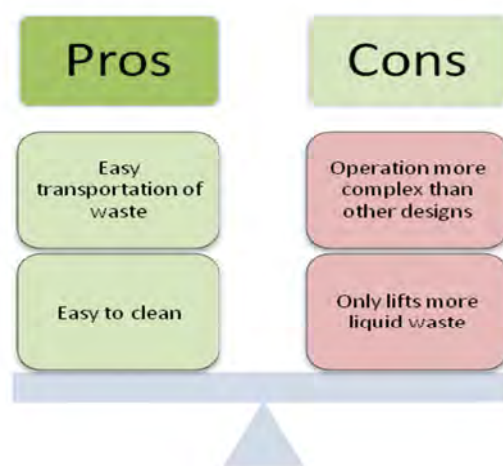 Pros
Cons
Easy
transportation of
waste
Easy to clean
Operation more
complex than
other designs
Only lifts more
liquid waste